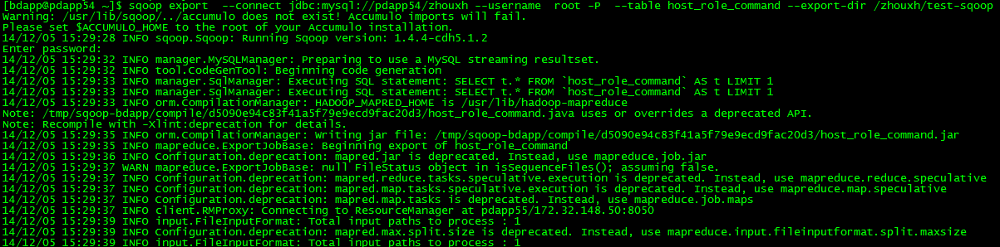 [bdapp@pdapp54 ~]$ sqoop export  --connect jdbc:mysql://pdapp54/zhouxh --username  root -P  --table host_role_command --export-dir /zhouxh/test-sqoop
Warning: /usr/lib/sqoop/../accumulo does not exist! Accumulo imports will fail.
Please set $ACCUMULO_HOME to the root of your Accumulo installation.
14/12/05 15:29:28 INFO sqoop.Sqoop: Running Sqoop version: 1.4.4-cdh5.1.2
Enter password:
14/12/05 15:29:32 INFO manager.MySQLManager: Preparing to use a MySQL streaming resultset.
14/12/05 15:29:32 INFO tool.CodeGenTool: Beginning code generation
14/12/05 15:29:33 INFO manager.SqlManager: Executing SQL statement: SELECT t.* FROM `host_role_command` AS t LIMIT 1
14/12/05 15:29:33 INFO manager.SqlManager: Executing SQL statement: SELECT t.* FROM `host_role_command` AS t LIMIT 1
14/12/05 15:29:33 INFO orm.CompilationManager: HADOOP_MAPRED_HOME is /usr/lib/hadoop-mapreduce
Note: /tmp/sqoop-bdapp/compile/d5090e94c83f41a5f79e9ecd9fac20d3/host_role_command.java uses or overrides a deprecated API.
Note: Recompile with -Xlint:deprecation for details.
14/12/05 15:29:35 INFO orm.CompilationManager: Writing jar file: /tmp/sqoop-bdapp/compile/d5090e94c83f41a5f79e9ecd9fac20d3/host_role_command.jar
14/12/05 15:29:35 INFO mapreduce.ExportJobBase: Beginning export of host_role_command
14/12/05 15:29:36 INFO Configuration.deprecation: mapred.jar is deprecated. Instead, use mapreduce.job.jar
14/12/05 15:29:37 WARN mapreduce.ExportJobBase: null FileStatus object in isSequenceFiles(); assuming false.
14/12/05 15:29:37 INFO Configuration.deprecation: mapred.reduce.tasks.speculative.execution is deprecated. Instead, use mapreduce.reduce.speculative
14/12/05 15:29:37 INFO Configuration.deprecation: mapred.map.tasks.speculative.execution is deprecated. Instead, use mapreduce.map.speculative
14/12/05 15:29:37 INFO Configuration.deprecation: mapred.map.tasks is deprecated. Instead, use mapreduce.job.maps
14/12/05 15:29:37 INFO client.RMProxy: Connecting to ResourceManager at pdapp55/172.32.148.50:8050
14/12/05 15:29:39 INFO input.FileInputFormat: Total input paths to process : 1
14/12/05 15:29:39 INFO Configuration.deprecation: mapred.max.split.size is deprecated. Instead, use mapreduce.input.fileinputformat.split.maxsize
14/12/05 15:29:39 INFO input.FileInputFormat: Total input paths to process : 1